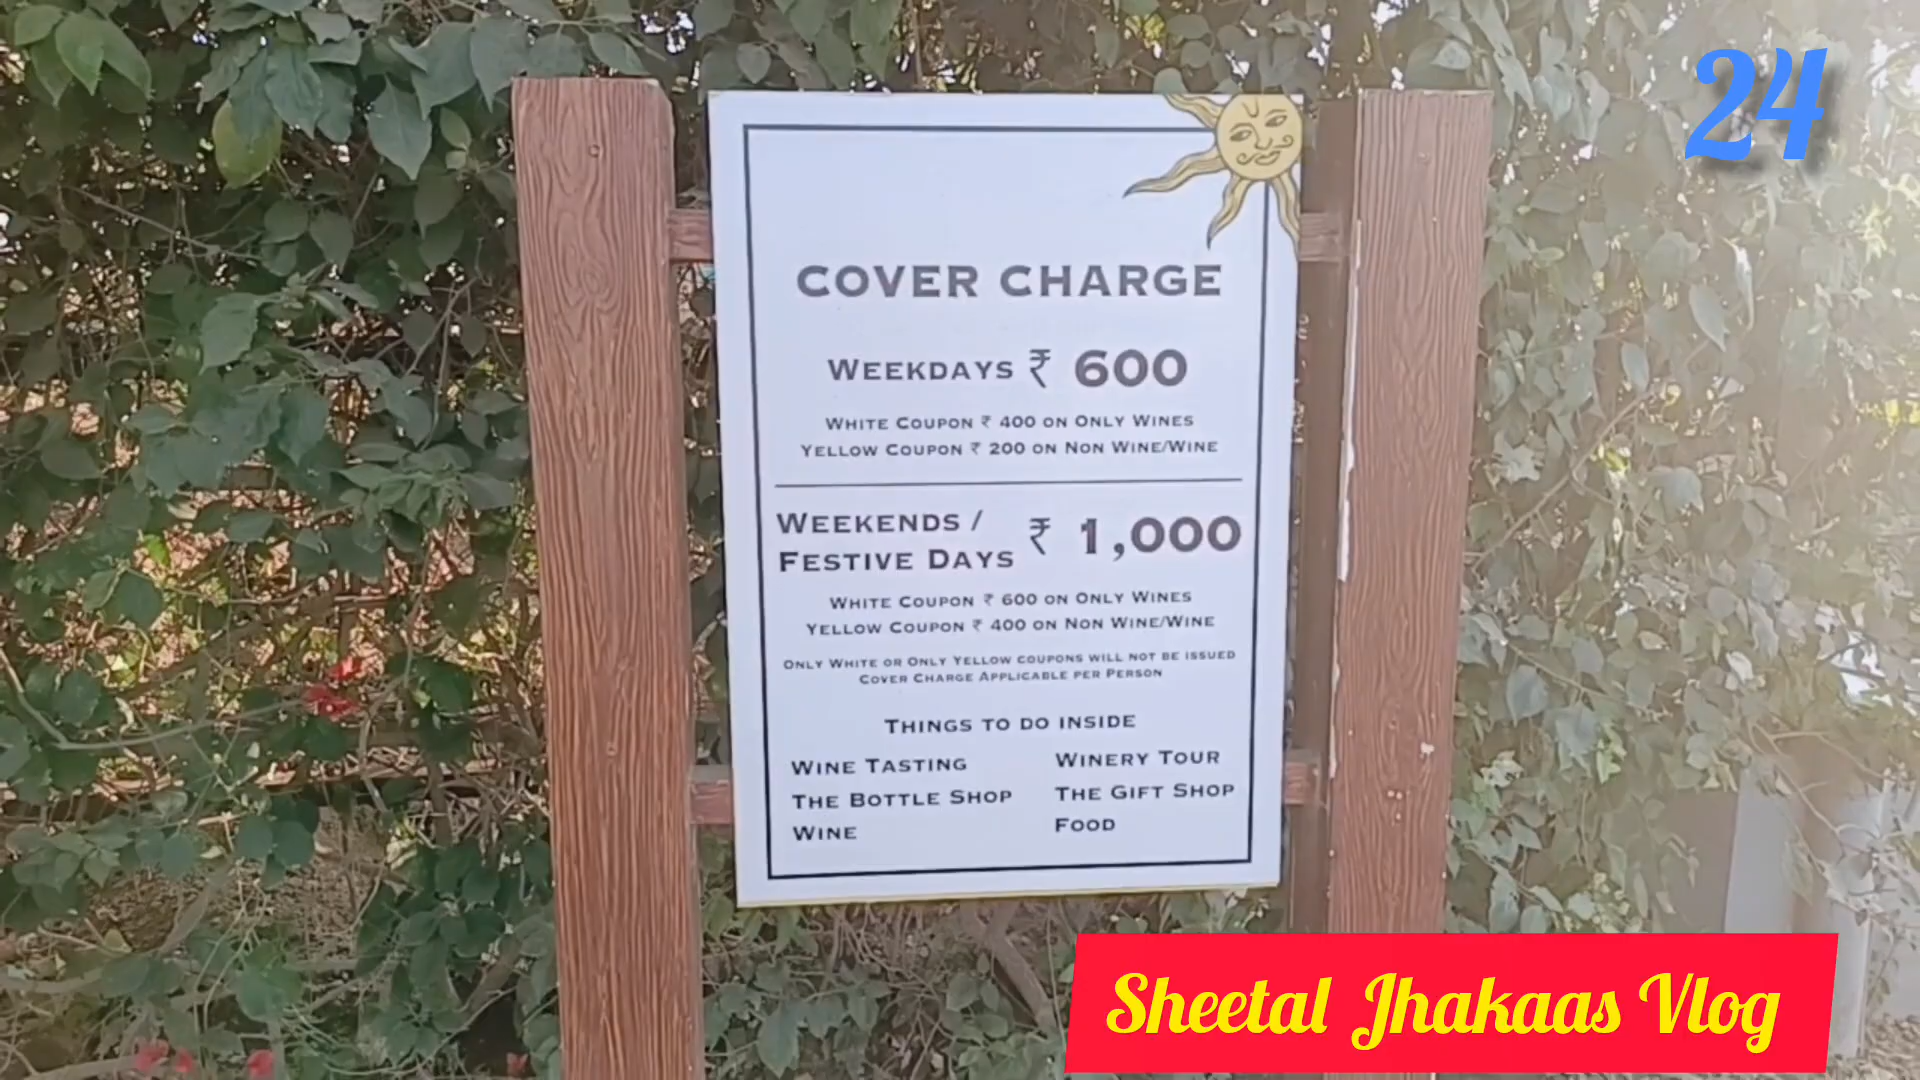 24
COVER CHARGE
WEEKDAYS ₹ 600
WHITE COUPON ₹ 400 ON ONLY WINES
YELLOW COUPON ₹ 200 ON NON WINE/WINE
WEEKENDS /
FESTIVE DAYS ₹ 1,000
WHITE COUPON ₹ 600 ON ONLY WINES
YELLOW COUPON ₹ 400 ON NON WINE/WINE
ONLY WHITE OR ONLY YELLOW COUPONS WILL NOT BE ISSUED
COVER CHARGE APPLICABLE PER PERSON
THINGS TO DO INSIDE
WINE TASTING WINERY TOUR
THE BOTTLE SHOP THE GIFT SHOP
WINE FOOD
Sheetal Jhakaas Vlog